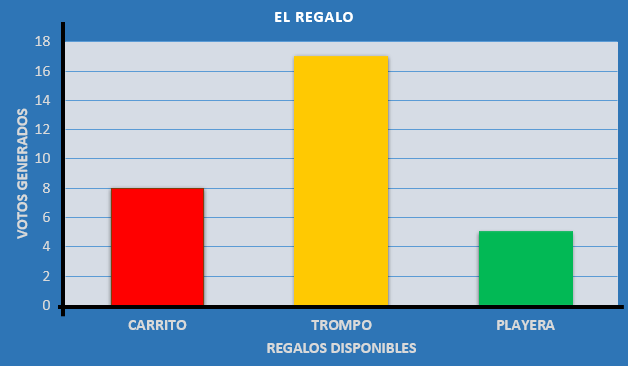 EL REGALO
18
16
14
12
10
8
6
4
2
0
VOTOS GENERADOS
CARRITO TROMPO PLAYERA
REGALOS DISPONIBLES